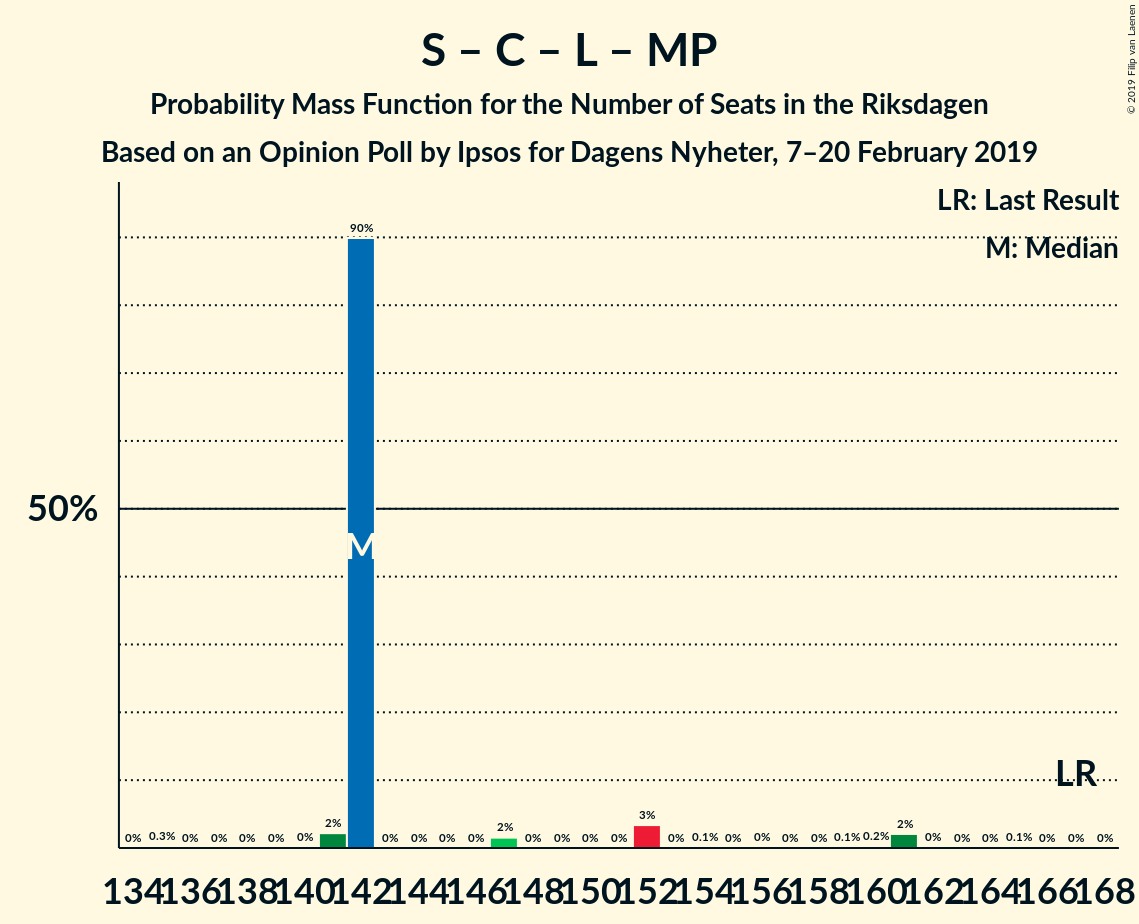 S – C – L – MP
Probability Mass Function for the Number of Seats in the Riksdagen
Based on an Opinion Poll by Ipsos for Dagens Nyheter, 7–20 February 2019
© 2019 Filip van Laenen
LR: Last Result
M: Median
90%
50%
M
LR
0% 0.3% 0% 0% 0% 0% 0% 2% 0% 0% 0% 0% 2% 0% 0% 0% 0% 3% 0% 0.1% 0% 0% 0% 0% 0.1% 0.2% 2% 0% 0% 0% 0.1% 0% 0% 0%
134 136 138 140 142 144 146 148 150 152 154 156 158 160 162 164 166 168